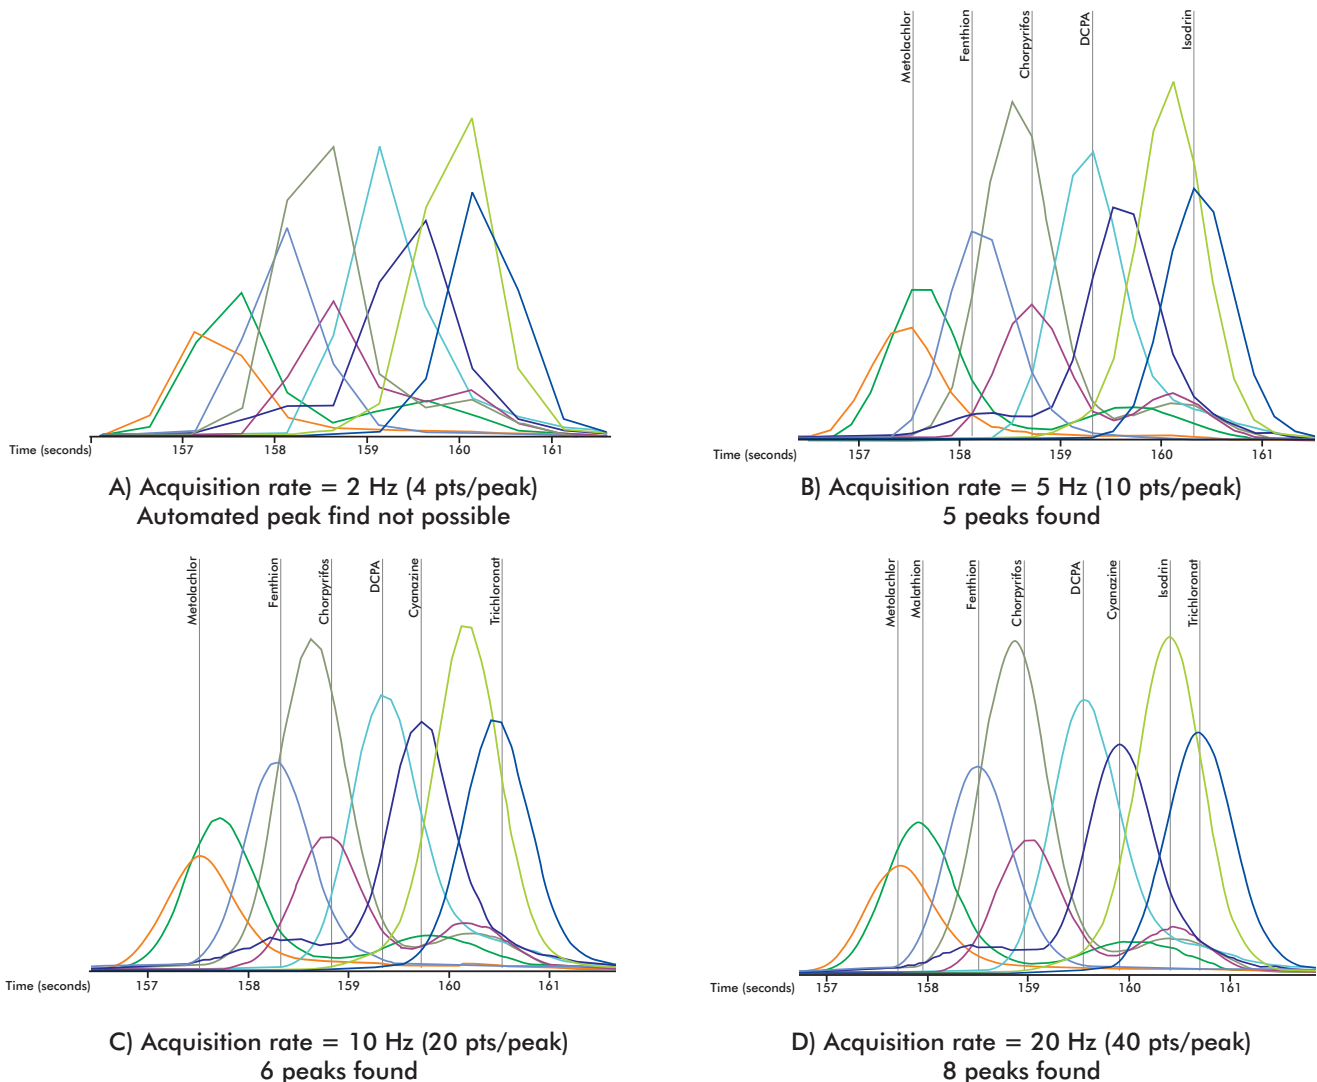 Time (seconds)
157
158
159
160
161
A) Acquisition rate = 2 Hz (4 pts/peak)
Automated peak find not possible
Metolachlor
Fenthion
Chorpyrifos
DCPA
Isodrin
Time (seconds)
157
158
159
160
161
B) Acquisition rate = 5 Hz (10 pts/peak)
5 peaks found
Metolachlor
Fenthion
Chorpyrifos
DCPA
Cyanazine
Trichloronat
Time (seconds)
157
158
159
160
161
C) Acquisition rate = 10 Hz (20 pts/peak)
6 peaks found
Metolachlor
Malathion
Fenthion
Chorpyrifos
DCPA
Cyanazine
Isodrin
Trichloronat
Time (seconds)
157
158
159
160
161
D) Acquisition rate = 20 Hz (40 pts/peak)
8 peaks found